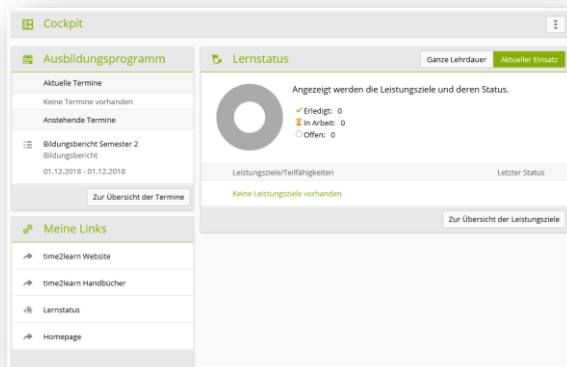 Cockpit
Ausbildungsprogramm
Aktuelle Termine
Keine Termine vorhanden
Anstehende Termine
Bildungsbericht Semester 2
Bildungsbericht
01.12.2018 - 01.12.2018
Zur Übersicht der Termine
Meine Links
time2learn Website
time2learn Handbücher
Lernstatus
Homepage
Lernstatus
Ganze Lehrdauer Aktueller Einsatz
Angezeigt werden die Leistungsziele und deren Status.
Erledigt: 0
In Arbeit: 0
Offen: 0
Leistungsziele/Teilfähigkeiten Letzter Status
Keine Leistungsziele vorhanden
Zur Übersicht der Leistungsziele